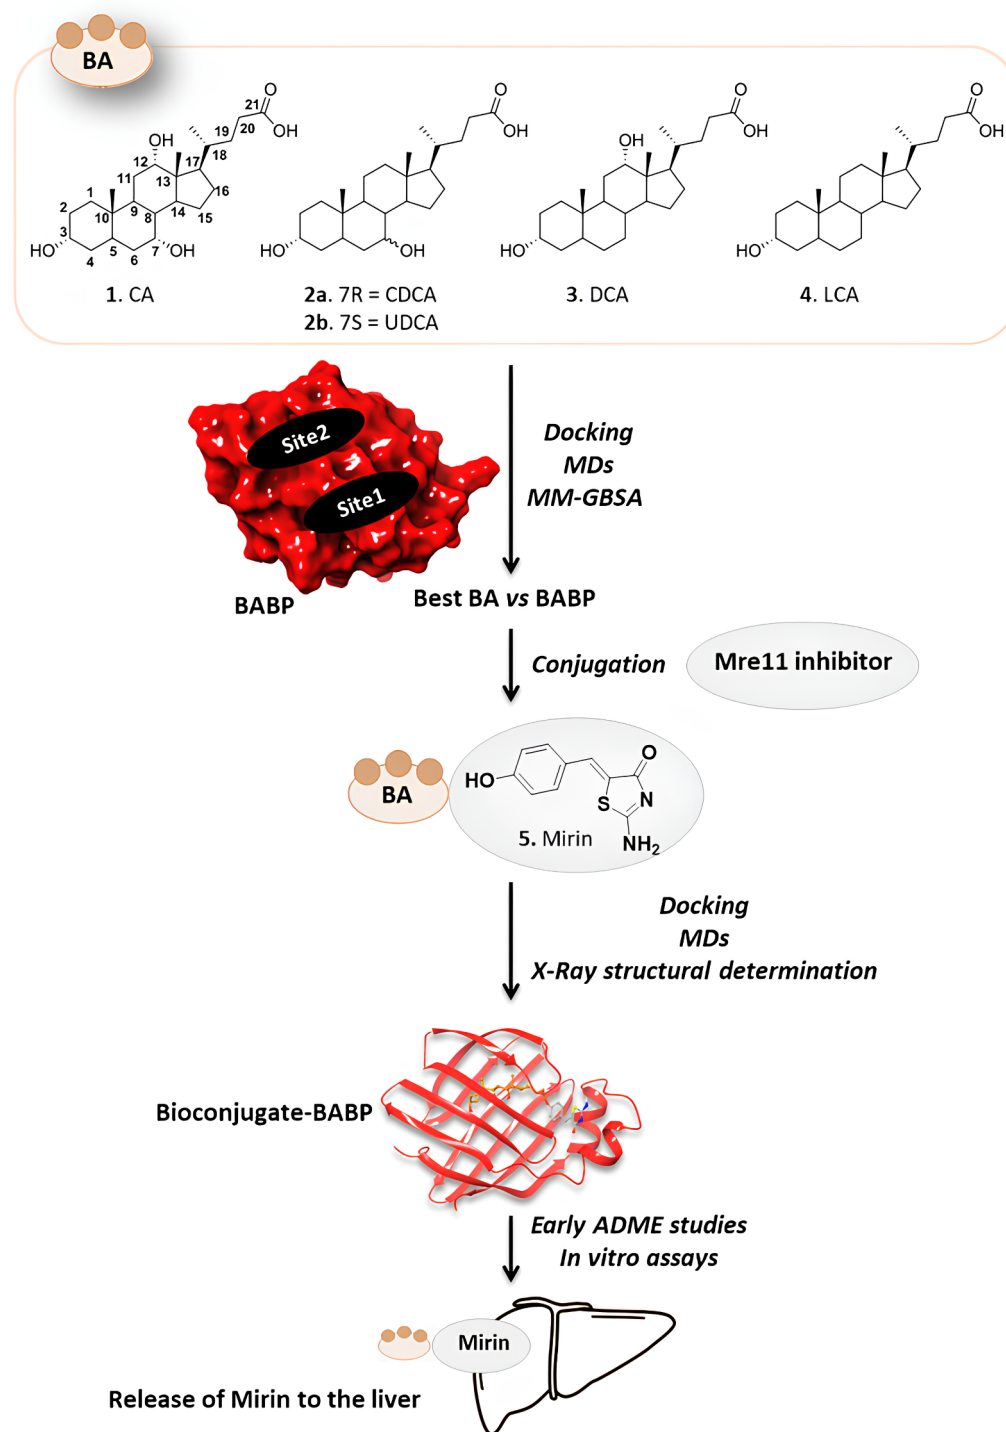 BA
O
OH
21
20
19
18
OH
12
17
11
13
16
1
2
10
9
8
14
15
3
HO
4
5
6
7
OH
O
OH
HO
OH
O
OH
OH
HO
O
OH
HO
1. CA
2a. 7R = CDCA
2b. 7S = UDCA
3. DCA
4. LCA
Site2
Site1
BABP
Docking
MDs
MM-GBSA
Best BA vs BABP
Conjugation
Mre11 inhibitor
BA
HO
O
S
N
NH2
5. Mirin
Docking
MDs
X-Ray structural determination
Bioconjugate-BABP
Early ADME studies
In vitro assays
Mirin
Release of Mirin to the liver